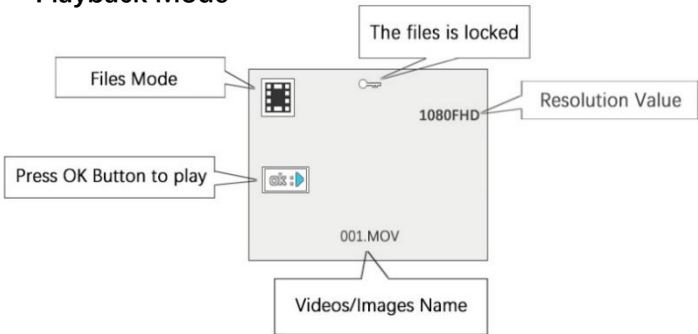 Playback Mode
The files is locked
Files Mode
1080FHD
Resolution Value
Press OK Button to play
ok :
001.MOV
Videos/Images Name